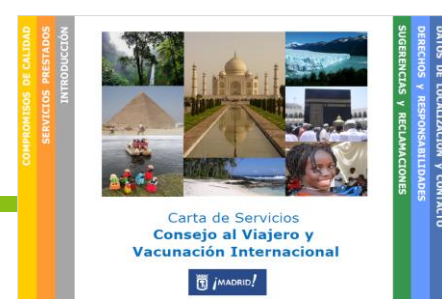 COMPROMISOS DE CALIDAD
SERVICIOS PRESTADOS
INTRODUCCIÓN
Carta de Servicios
Consejo al Viajero y
Vacunación Internacional
¡MADRID!
SUGERENCIAS Y RECLAMACIONES
DERECHOS Y RESPONSABILIDADES
DATOS DE LOCALIZACIÓN Y CONTACTO